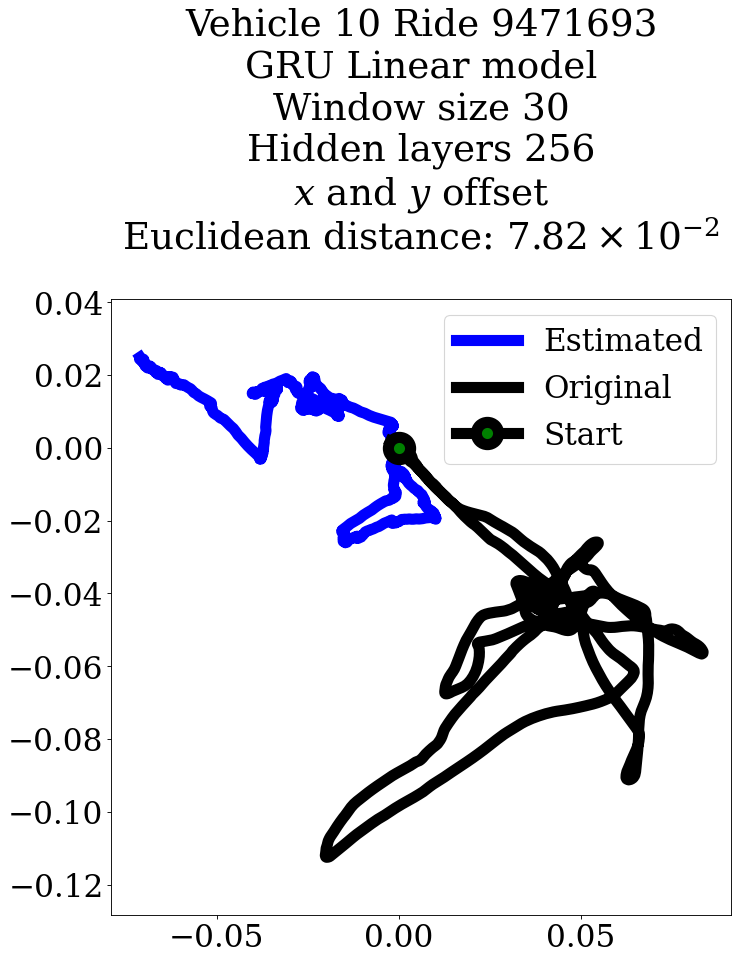 Vehicle 10 Ride 9471693
GRU Linear model
Window size 30
Hidden layers 256
x and y offset
Euclidean distance: 7.82 × 10⁻²
0.04
0.02
0.00
−0.02
−0.04
−0.06
−0.08
−0.10
−0.12
Estimated
Original
Start
−0.05 0.00 0.05